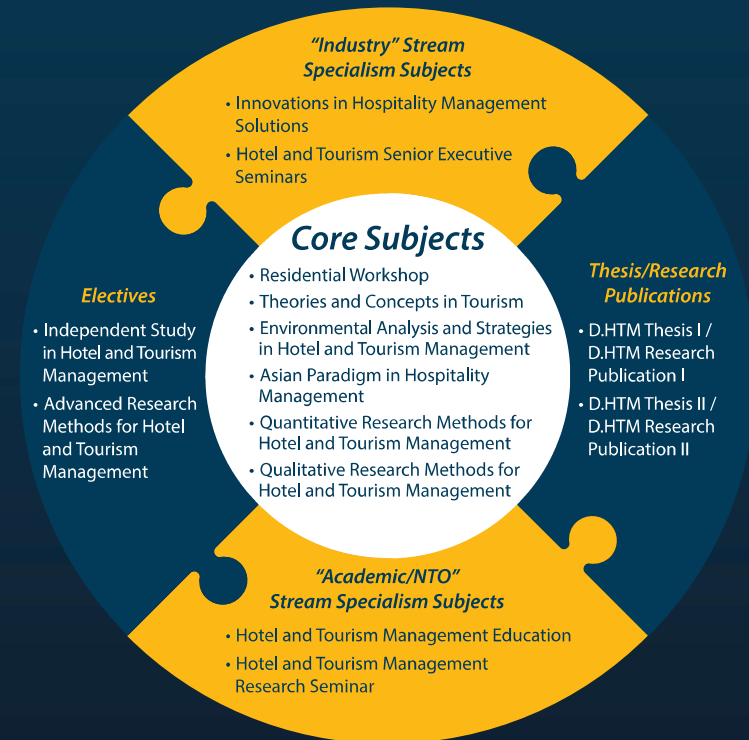 “Industry” Stream
Specialism Subjects
• Innovations in Hospitality Management
Solutions
• Hotel and Tourism Senior Executive
Seminars
Core Subjects
• Residential Workshop
• Theories and Concepts in Tourism
• Environmental Analysis and Strategies
in Hotel and Tourism Management
• Asian Paradigm in Hospitality
Management
• Quantitative Research Methods for
Hotel and Tourism Management
• Qualitative Research Methods for
Hotel and Tourism Management
Electives
• Independent Study
in Hotel and Tourism
Management
• Advanced Research
Methods for Hotel
and Tourism
Management
Thesis/Research
Publications
• D.HTM Thesis I /
D.HTM Research
Publication I
• D.HTM Thesis II /
D.HTM Research
Publication II
“Academic/NTO”
Stream Specialism Subjects
• Hotel and Tourism Management Education
• Hotel and Tourism Management
Research Seminar